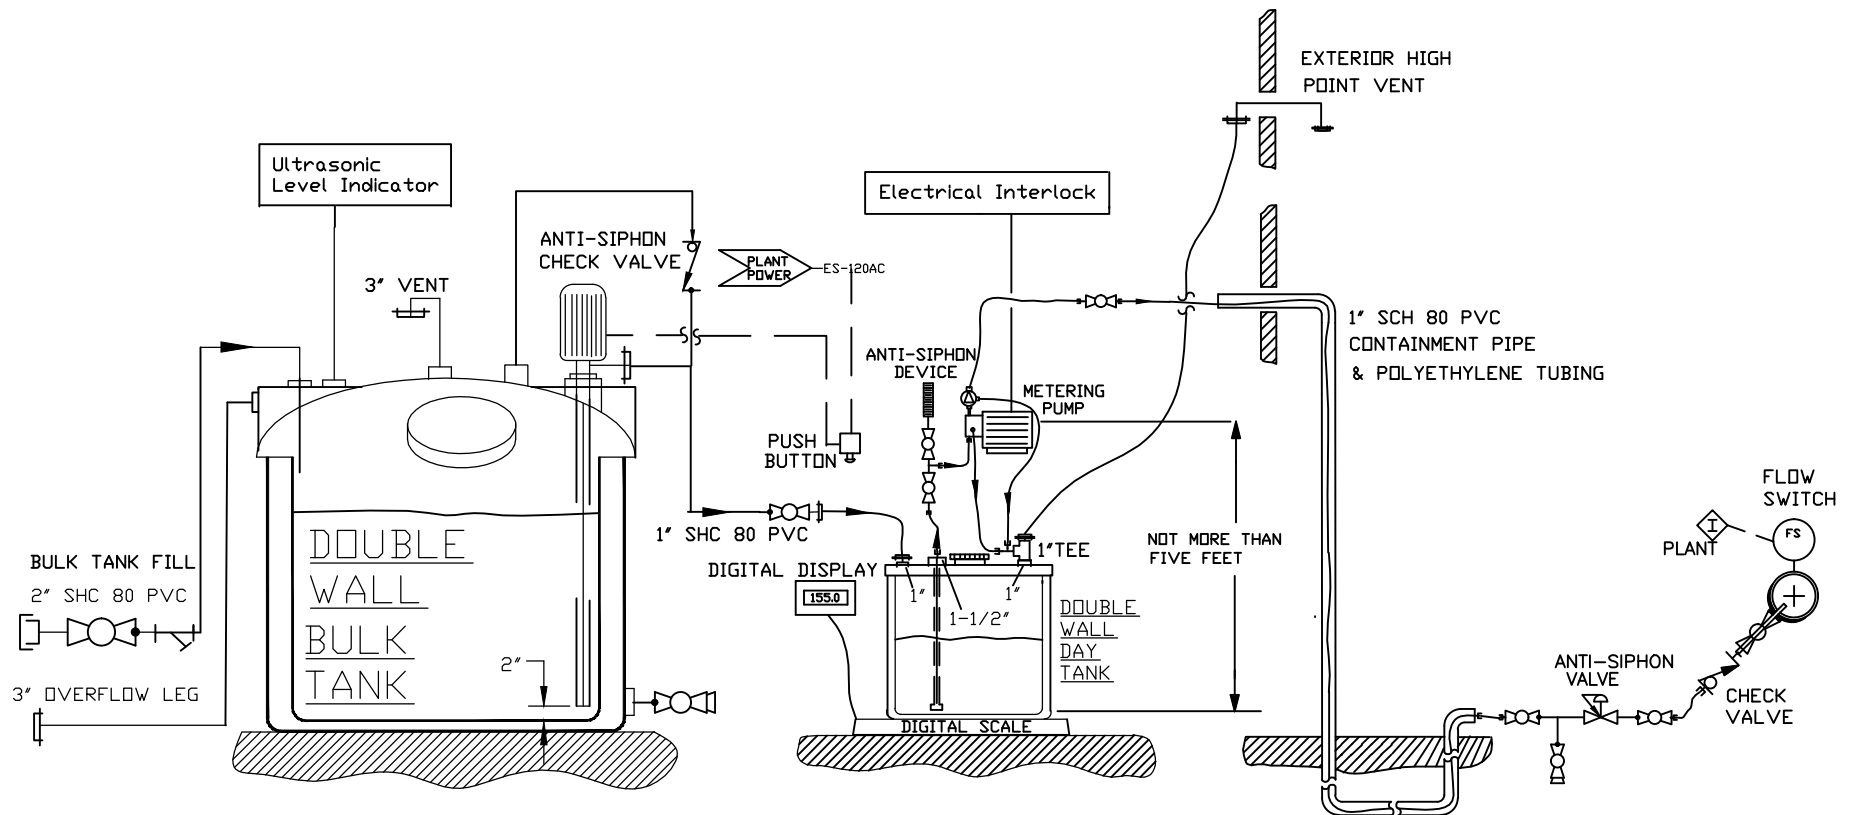 EXTERIOR HIGH
POINT VENT
Ultrasonic
Level Indicator
Electrical Interlock
ANTI-SIPHON
CHECK VALVE
PLANT
POWER
ES-120AC
3" VENT
1" SCH 80 PVC
CONTAINMENT PIPE
& POLYETHYLENE TUBING
ANTI-SIPHON
DEVICE
METERING
PUMP
PUSH
BUTTON
FLOW
SWITCH
I
FS
PLANT
1" SHC 80 PVC
NOT MORE THAN
FIVE FEET
1"TEE
DOUBLE
WALL
BULK
TANK
BULK TANK FILL
2" SHC 80 PVC
DIGITAL DISPLAY
155.0
1"
1-1/2"
1"
DOUBLE
WALL
DAY
TANK
2"
3" OVERFLOW LEG
ANTI-SIPHON
VALVE
CHECK
VALVE
DIGITAL SCALE